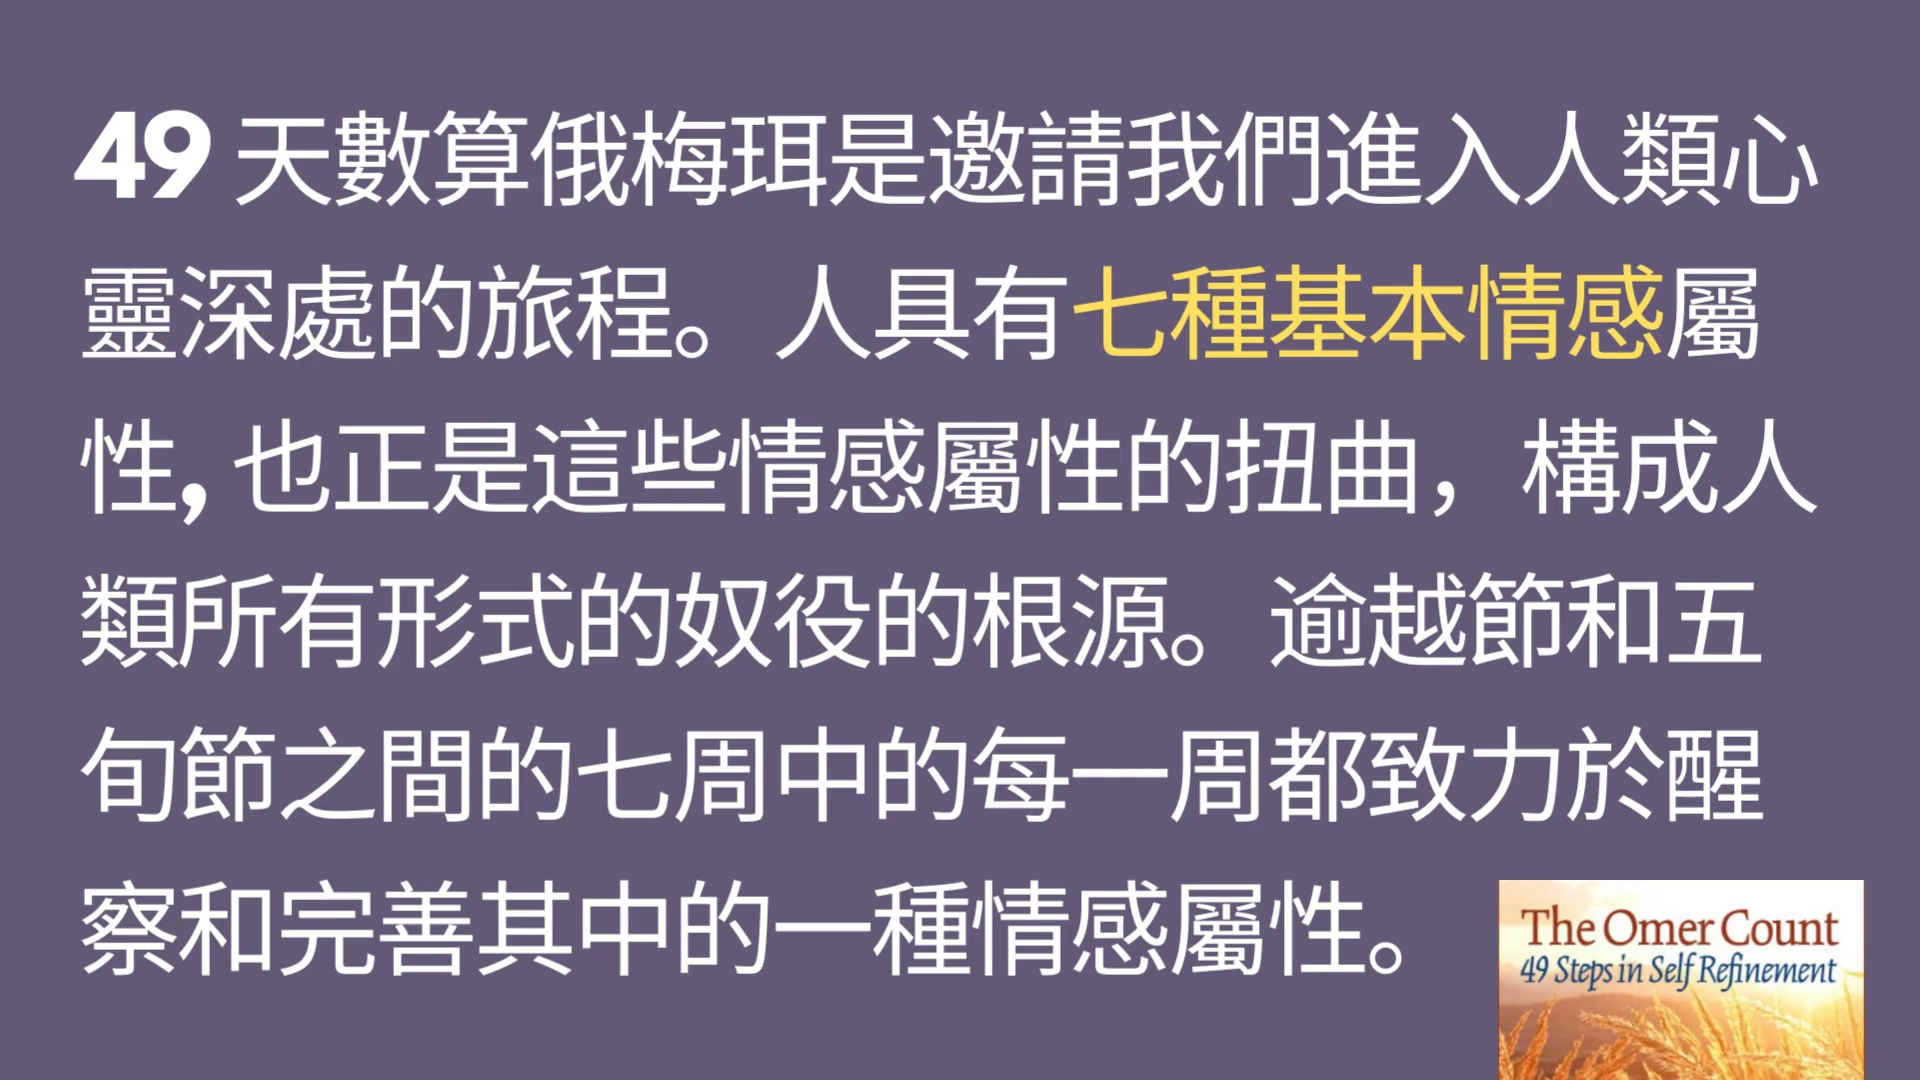 49 天數算俄梅珥是邀請我們進入人類心
靈深處的旅程。人具有七種基本情感屬
性, 也正是這些情感屬性的扭曲，構成人
類所有形式的奴役的根源。逾越節和五
旬節之間的七周中的每一周都致力於醒
察和完善其中的一種情感屬性。
The Omer Count
49 Steps in Self Refinement